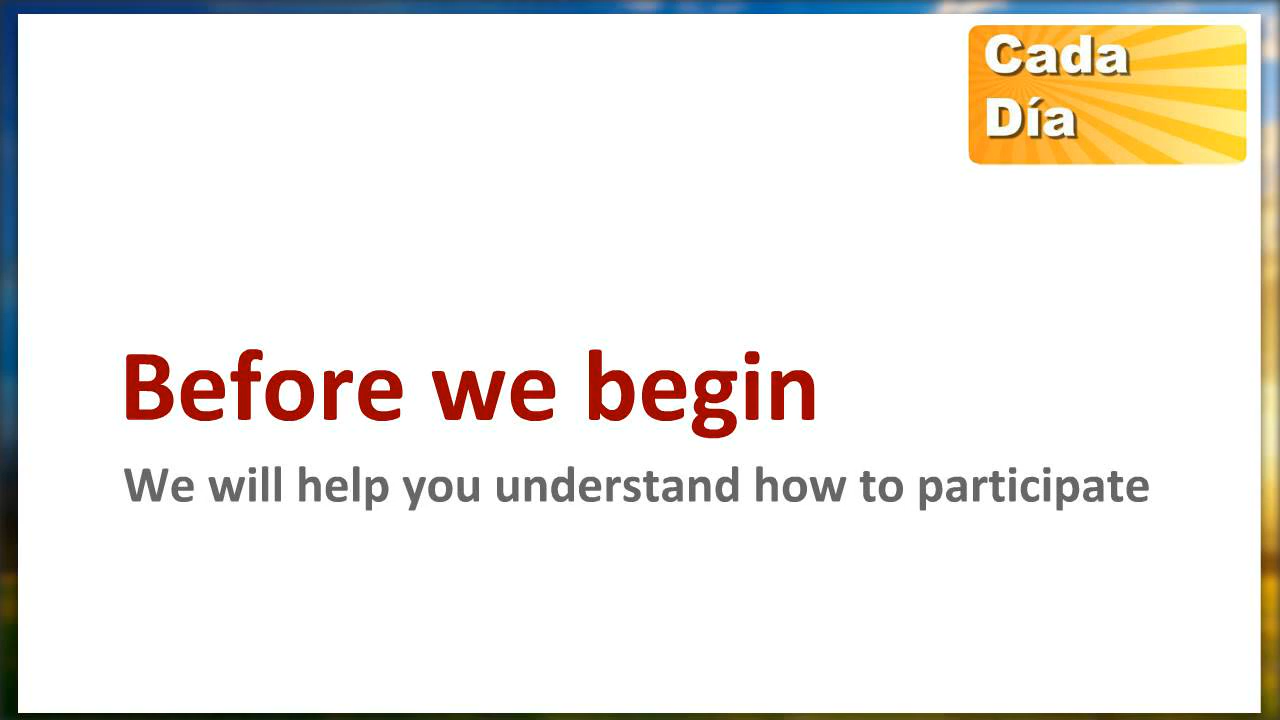 Cada
Día
Before we begin
We will help you understand how to participate